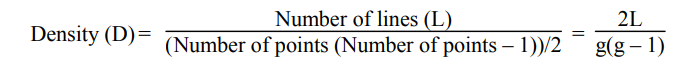 Density (D)= Number of lines (L) / (Number of points (Number of points – 1))/2 = 2L / g(g – 1)